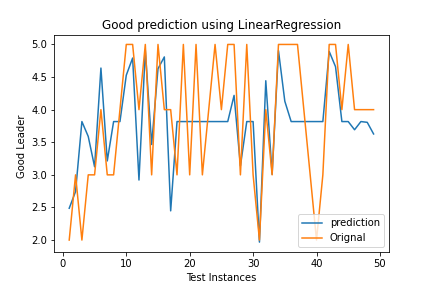 Good prediction using LinearRegression
Good Leader
5.0
4.5
4.0
3.5
3.0
2.5
2.0
0
10
20
30
40
50
Test Instances
prediction
Orignal